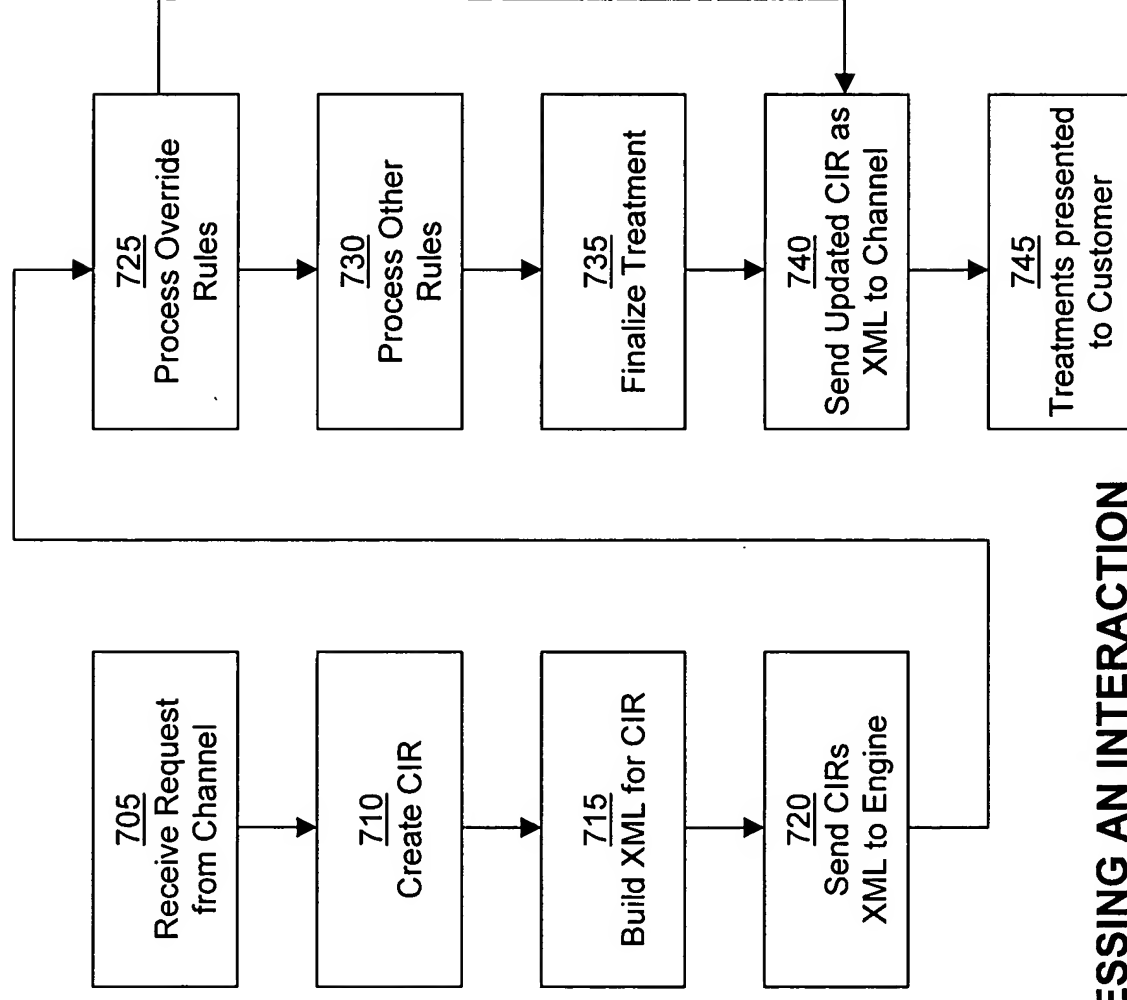 705
Receive Request
from Channel
710
Create CIR
715
Build XML for CIR
720
Send CIRs
XML to Engine
725
Process Override
Rules
730
Process Other
Rules
735
Finalize Treatment
740
Send Updated CIR as
XML to Channel
745
Treatments presented
to Customer
ESSING AN INTERACTION